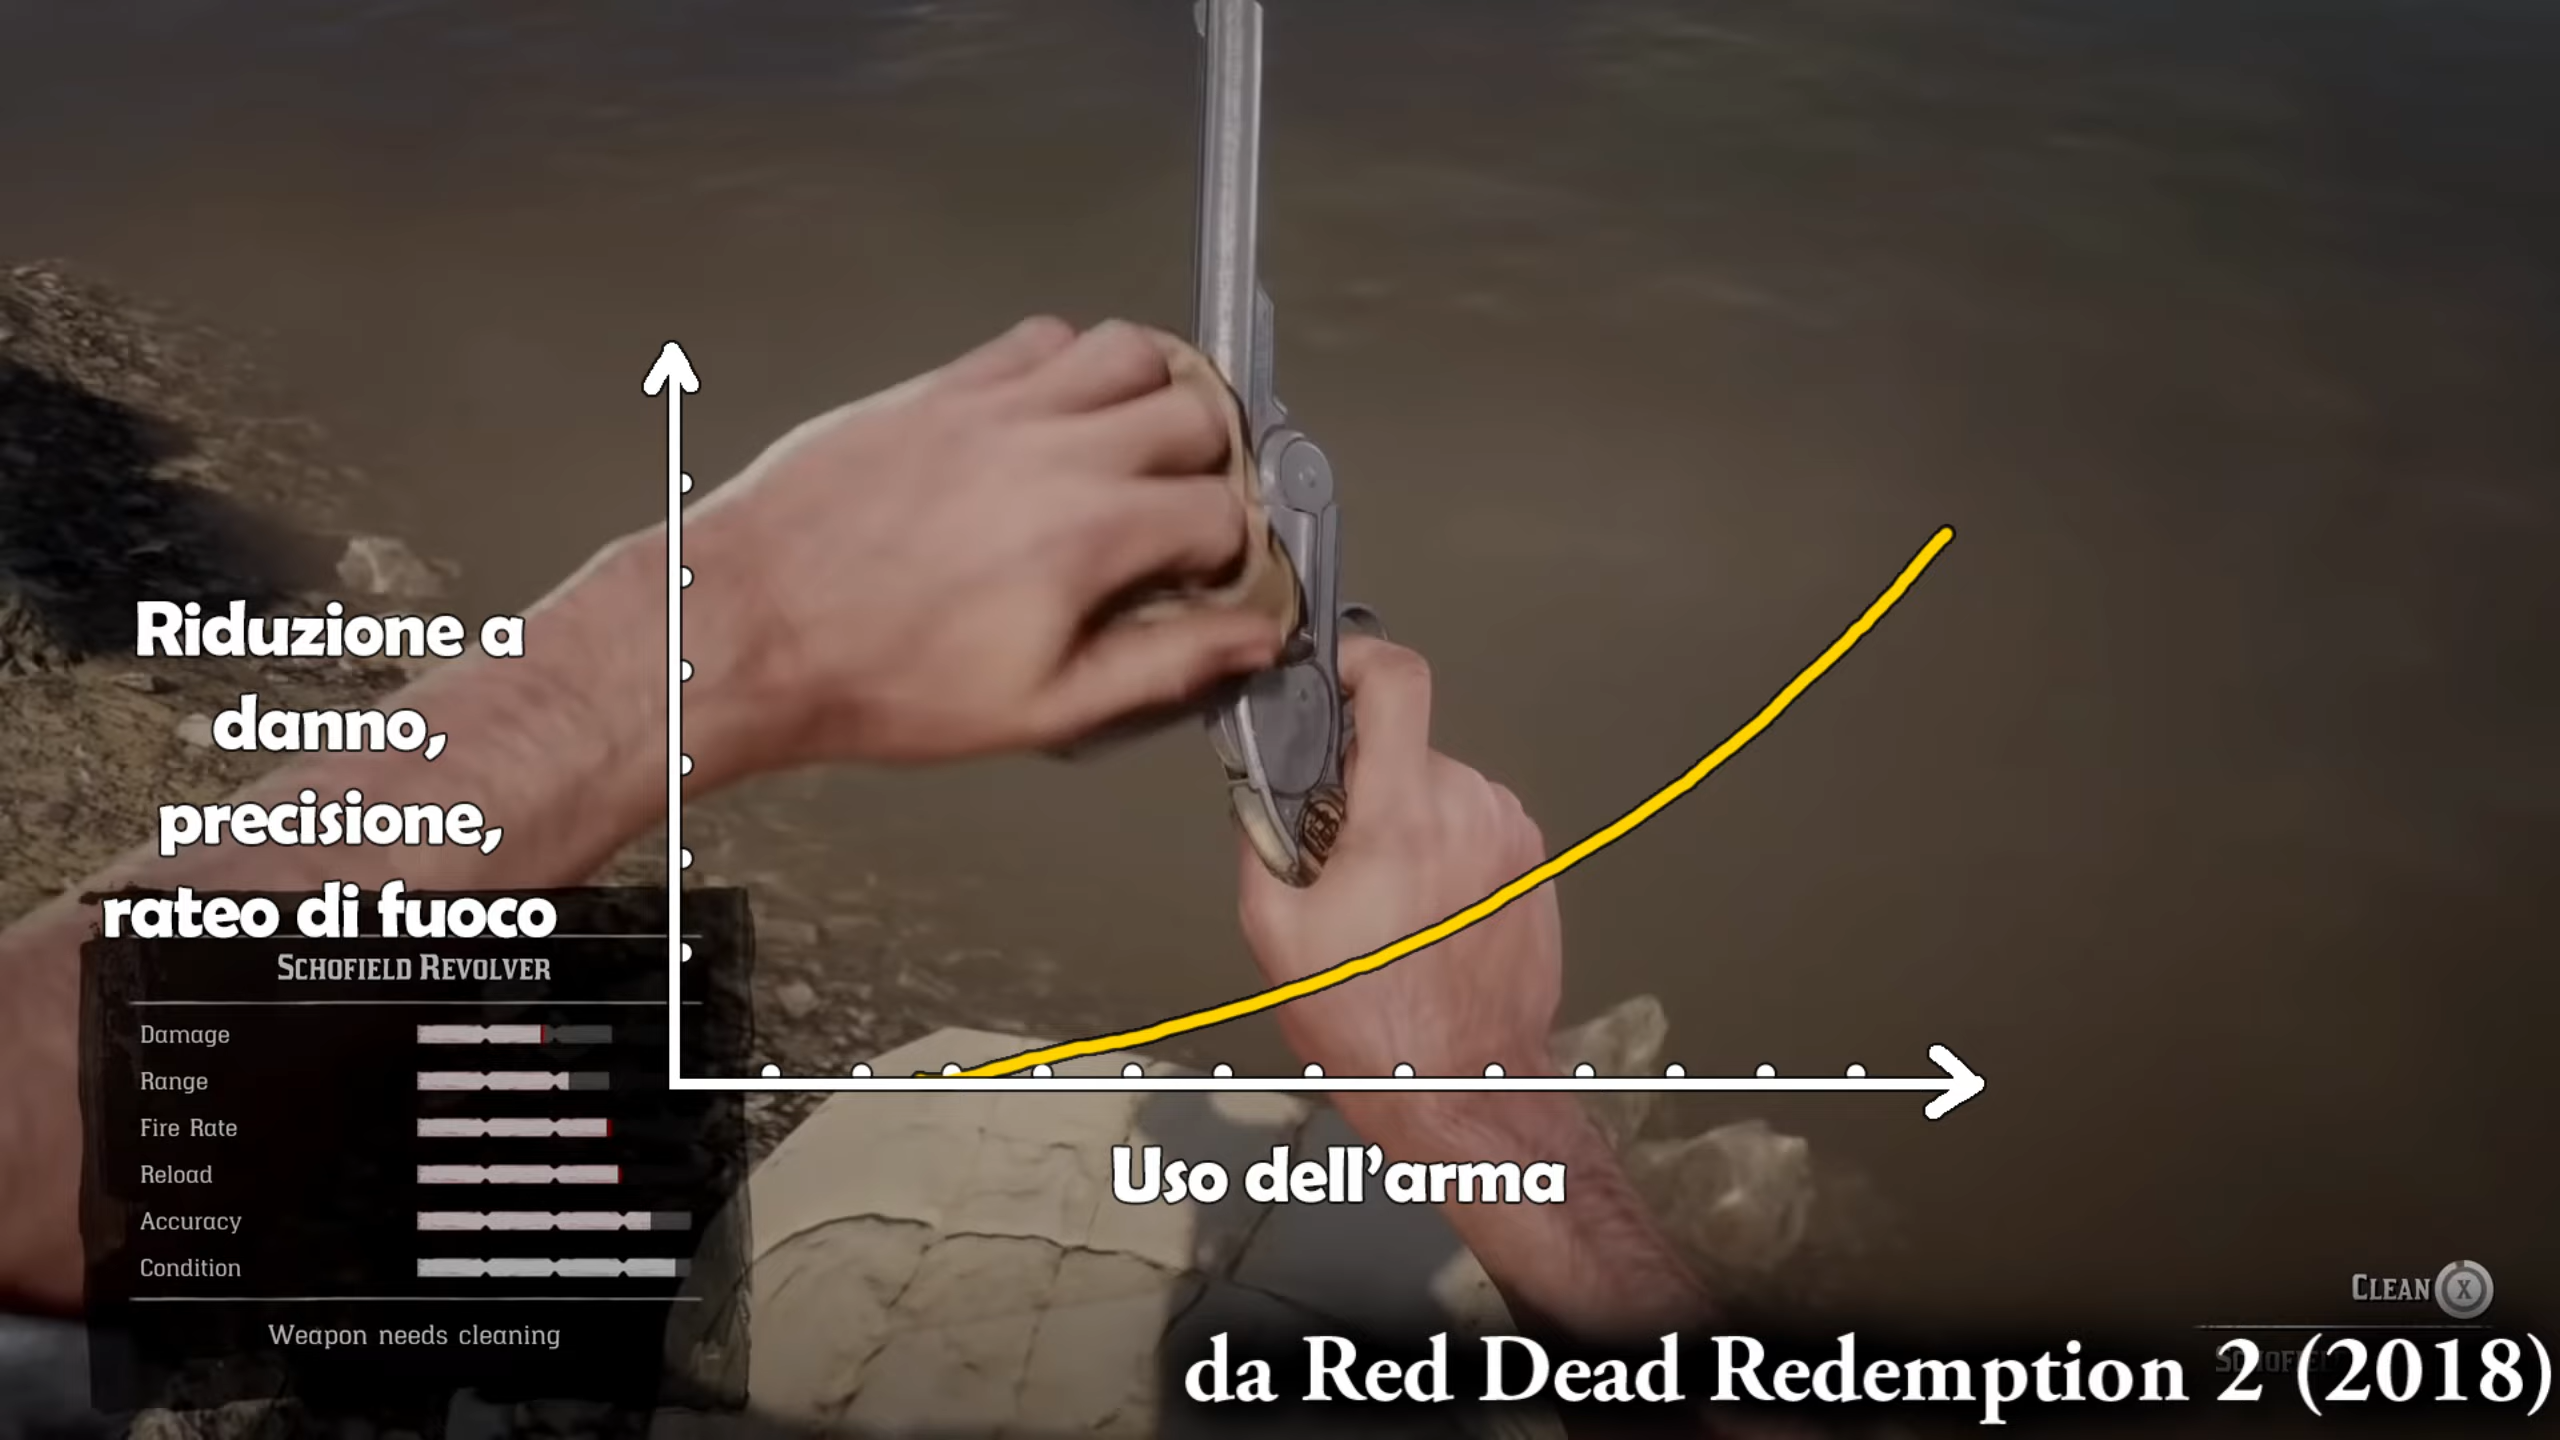 Riduzione a
danno,
precisione,
rateo di fuoco
SCHOFIELD REVOLVER
Damage
Range
Fire Rate
Reload
Accuracy
Condition
Weapon needs cleaning
Uso dell’arma
CLEAN X
da Red Dead Redemption 2 (2018)